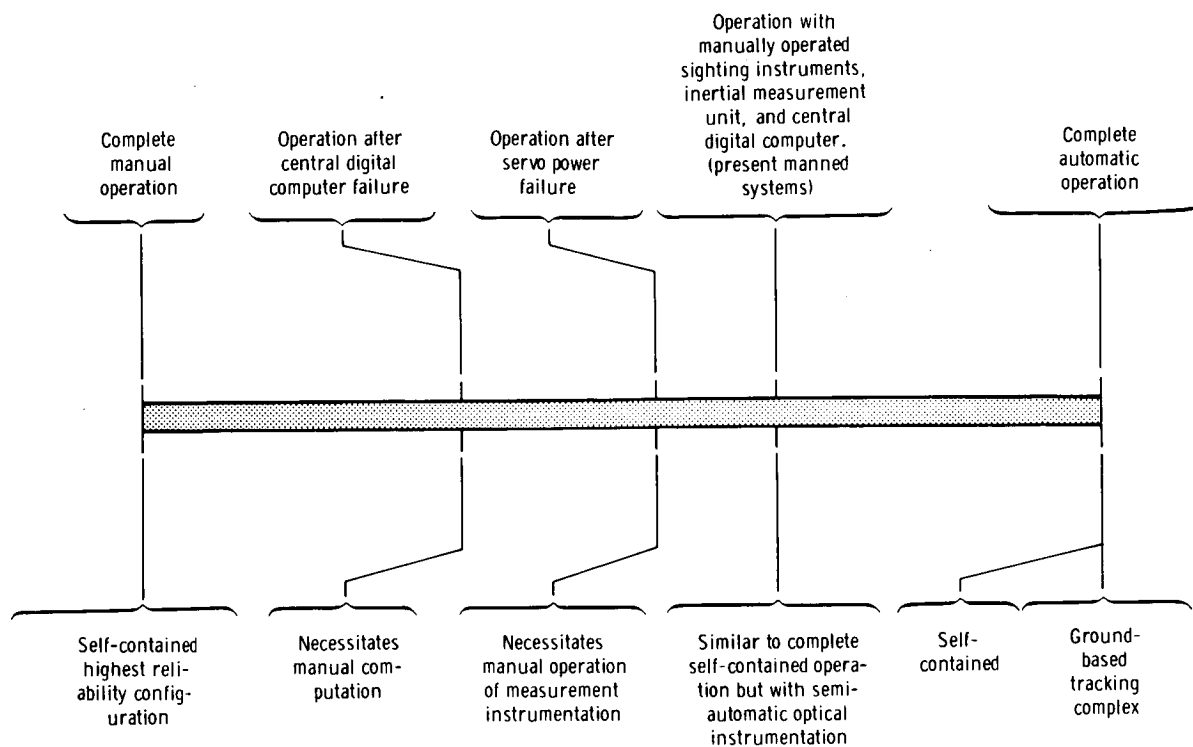 Complete
manual
operation
Operation after
central digital
computer failure
Operation after
servo power
failure
Operation with
manually operated
sighting instruments,
inertial measurement
unit, and central
digital computer.
(present manned
systems)
Complete
automatic
operation
Self-contained
highest reli-
ability config-
uration
Necessitates
manual com-
putation
Necessitates
manual operation
of measurement
instrumentation
Similar to complete
self-contained opera-
tion but with semi-
automatic optical
instrumentation
Self-
contained
Ground-
based
tracking
complex